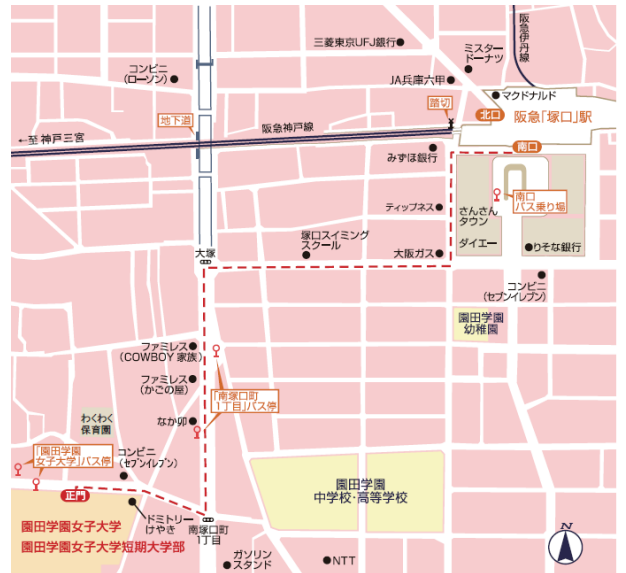 三菱東京UFJ銀行
阪急伊丹線
ミスター
ドーナツ
コンビニ
(ローソン)
JA兵庫六甲
マクドナルド
踏切
北口
阪急「塚口」駅
地下道
阪急神戸線
←至 神戸三宮
みずほ銀行
南口
ティップネス
さんさん
タウン
南口
バス乗り場
ダイエー
りそな銀行
塚口スイミング
スクール
大阪ガス
大塚
コンビニ
(セブンイレブン)
園田学園
幼稚園
ファミレス
(COWBOY 家族)
ファミレス
(かごの屋)
「南塚口町
1丁目」バス停
なか卯
わくわく
保育園
「園田学園
女子大学」バス停
コンビニ
(セブンイレブン)
正門
園田学園
中学校・高等学校
ドミトリー
けやき
南塚口町
1丁目
園田学園女子大学
園田学園女子大学短期大学部
ガソリン
スタンド
NTT
N